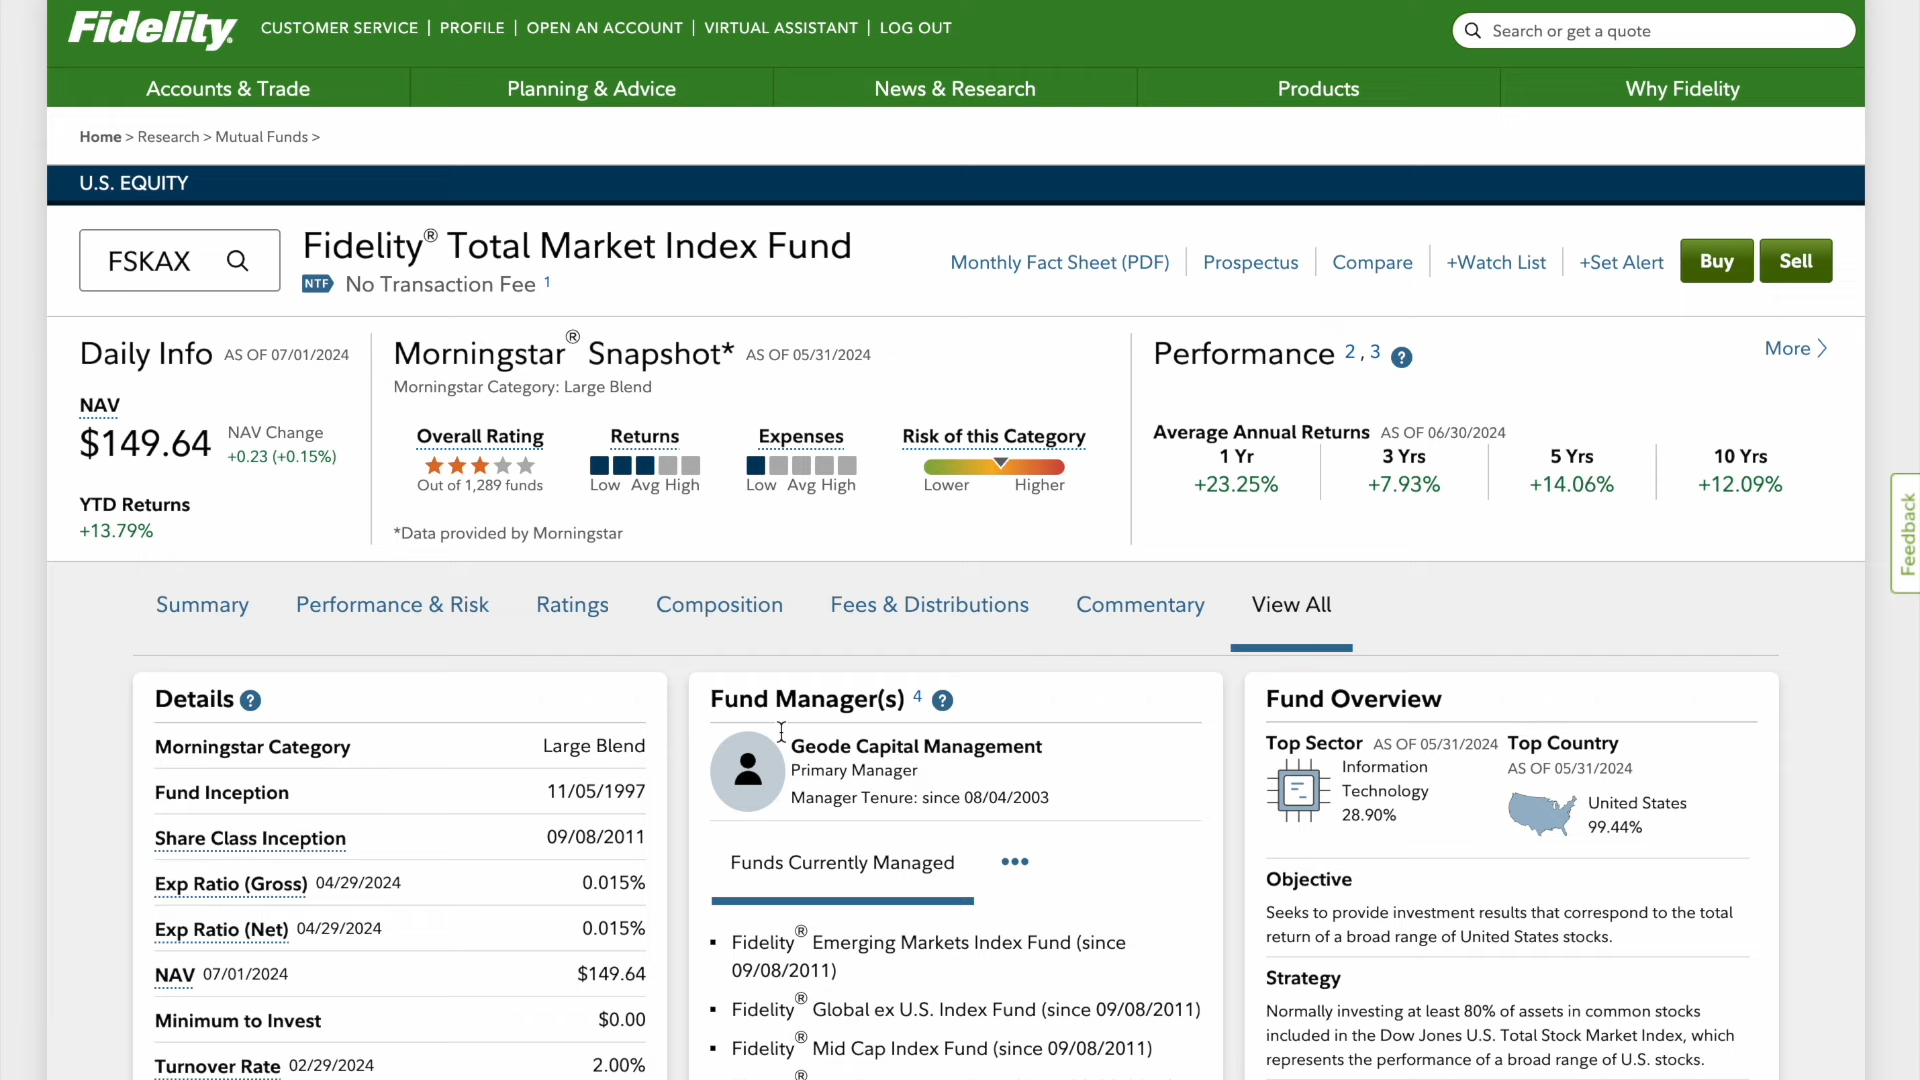 Fidelity
CUSTOMER SERVICE | PROFILE | OPEN AN ACCOUNT | VIRTUAL ASSISTANT | LOG OUT
Search or get a quote
Accounts & Trade
Planning & Advice
News & Research
Products
Why Fidelity
Home > Research > Mutual Funds >
U.S. EQUITY
FSKAX
Fidelity® Total Market Index Fund
NTF No Transaction Fee 1
Monthly Fact Sheet (PDF)
Prospectus
Compare
+Watch List
+Set Alert
Buy
Sell
Daily Info AS OF 07/01/2024
NAV
$149.64
NAV Change
+0.23 (+0.15%)
YTD Returns
+13.79%
Morningstar® Snapshot* AS OF 05/31/2024
Morningstar Category: Large Blend
Overall Rating
Out of 1,289 funds
Returns
Low Avg High
Expenses
Low Avg High
Risk of this Category
Lower Higher
*Data provided by Morningstar
Performance 2 , 3 ?
More >
Average Annual Returns AS OF 06/30/2024
1 Yr 3 Yrs 5 Yrs 10 Yrs
+23.25% +7.93% +14.06% +12.09%
Feedback
Summary
Performance & Risk
Ratings
Composition
Fees & Distributions
Commentary
View All
Details ?
Morningstar Category Large Blend
Fund Inception 11/05/1997
Share Class Inception 09/08/2011
Exp Ratio (Gross) 04/29/2024 0.015%
Exp Ratio (Net) 04/29/2024 0.015%
NAV 07/01/2024 $149.64
Minimum to Invest $0.00
Turnover Rate 02/29/2024 2.00%
Fund Manager(s) 4 ?
Geode Capital Management
Primary Manager
Manager Tenure: since 08/04/2003
Funds Currently Managed •••
▪ Fidelity® Emerging Markets Index Fund (since
09/08/2011)
▪ Fidelity® Global ex U.S. Index Fund (since 09/08/2011)
▪ Fidelity® Mid Cap Index Fund (since 09/08/2011)
®
Fund Overview
Top Sector AS OF 05/31/2024
Information
Technology
28.90%
Top Country
AS OF 05/31/2024
United States
99.44%
Objective
Seeks to provide investment results that correspond to the total
return of a broad range of United States stocks.
Strategy
Normally investing at least 80% of assets in common stocks
included in the Dow Jones U.S. Total Stock Market Index, which
represents the performance of a broad range of U.S. stocks.